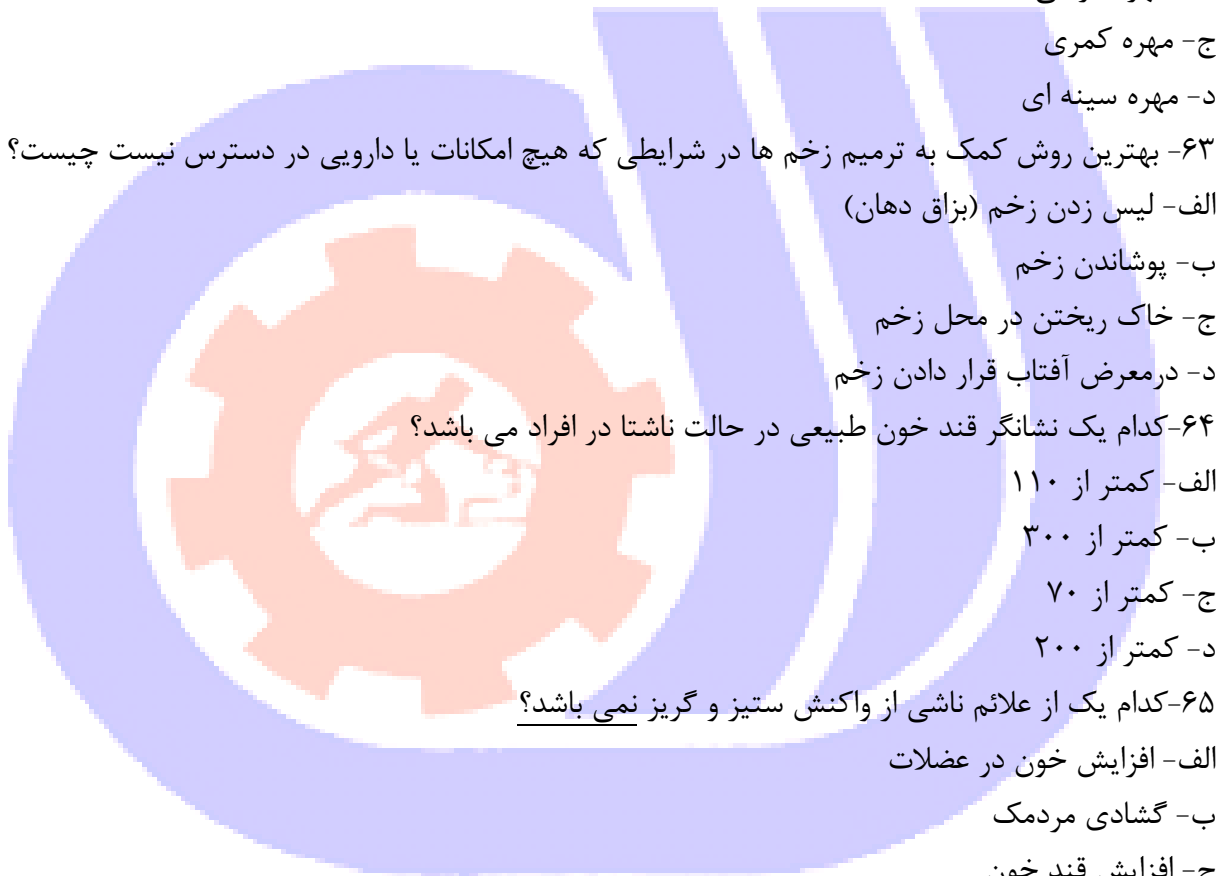 ج- مهره کمری
د- مهره سینه ای
۶۳- بهترین روش کمک به ترمیم زخم ها در شرایطی که هیچ امکانات یا دارویی در دسترس نیست چیست؟
الف- لیس زدن زخم (بزاق دهان)
ب- پوشاندن زخم
ج- خاک ریختن در محل زخم
د- درمعرض آفتاب قرار دادن زخم
۶۴-کدام یک نشانگر قند خون طبیعی در حالت ناشتا در افراد می باشد؟
الف- کمتر از ۱۱۰
ب- کمتر از ۳۰۰
ج- کمتر از ۷۰
د- کمتر از ۲۰۰
۶۵-کدام یک از علائم ناشی از واکنش ستیز و گریز نمی باشد؟
الف- افزایش خون در عضلات
ب- گشادی مردمک
ج- افزایش قند خون